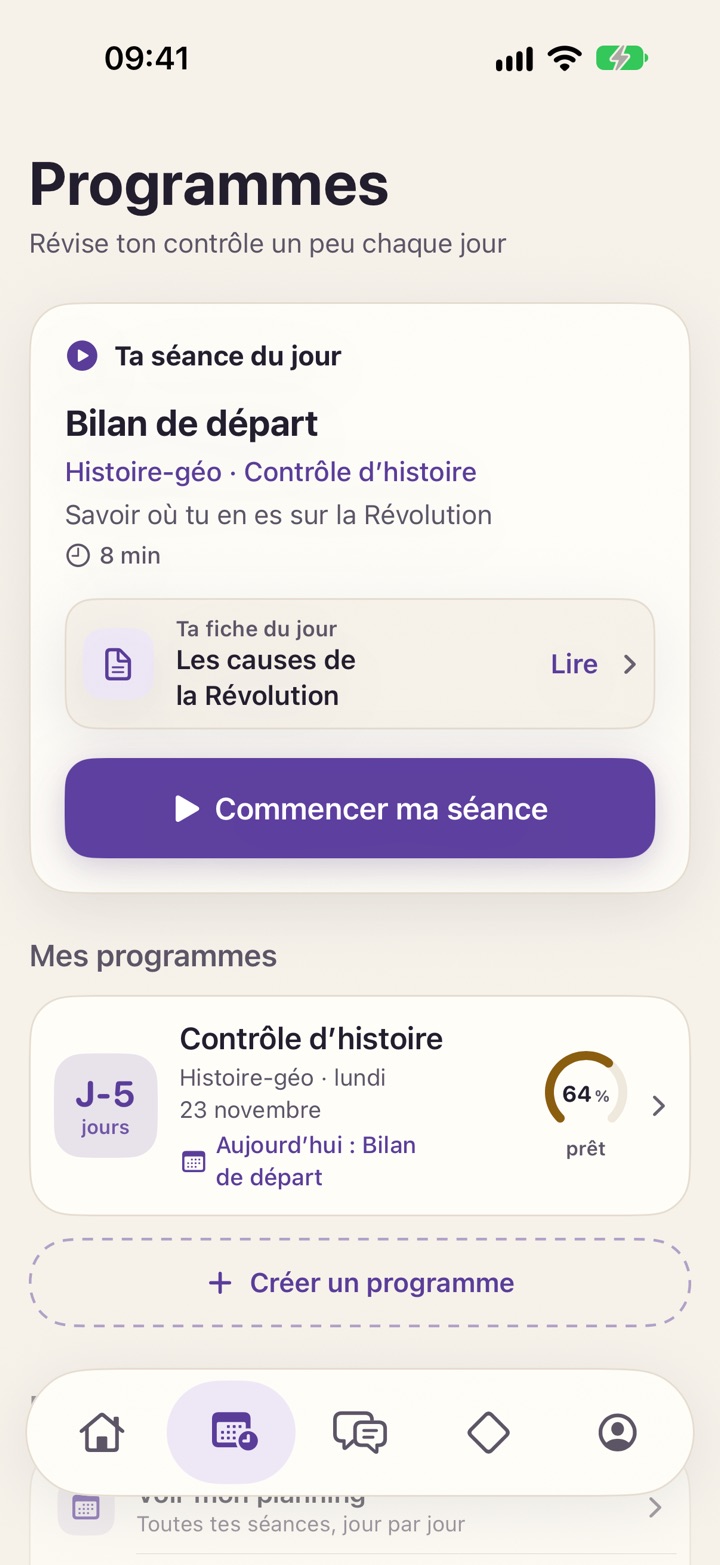 09:41
Programmes
Révise ton contrôle un peu chaque jour
Ta séance du jour
Bilan de départ
Histoire-géo · Contrôle d’histoire
Savoir où tu en es sur la Révolution
8 min
Ta fiche du jour
Les causes de
la Révolution
Lire
Commencer ma séance
Mes programmes
J-5
jours
Contrôle d’histoire
Histoire-géo · lundi
23 novembre
Aujourd’hui : Bilan
de départ
64 %
prêt
+ Créer un programme
Voir mon planning
Toutes tes séances, jour par jour